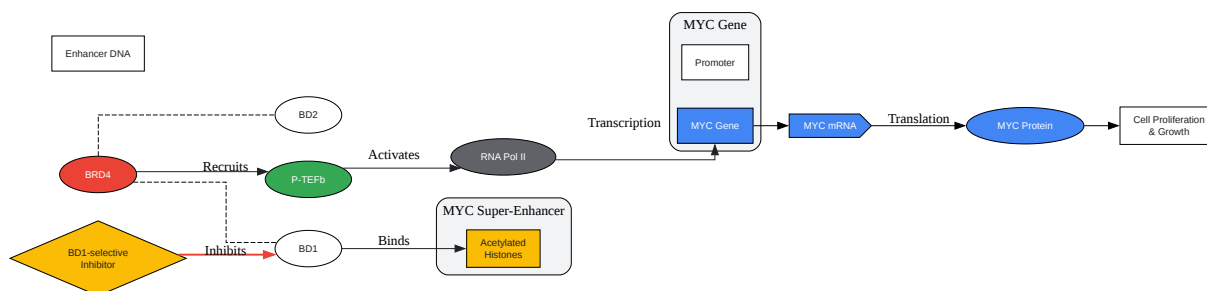 MYC Gene
Enhancer DNA
Promoter
BD2
Transcription
MYC Gene
MYC mRNA
Translation
MYC Protein
Cell Proliferation
& Growth
BRD4
Recruits
P-TEFb
Activates
RNA Pol II
MYC Super-Enhancer
BD1-selective
Inhibitor
Inhibits
BD1
Binds
Acetylated
Histones